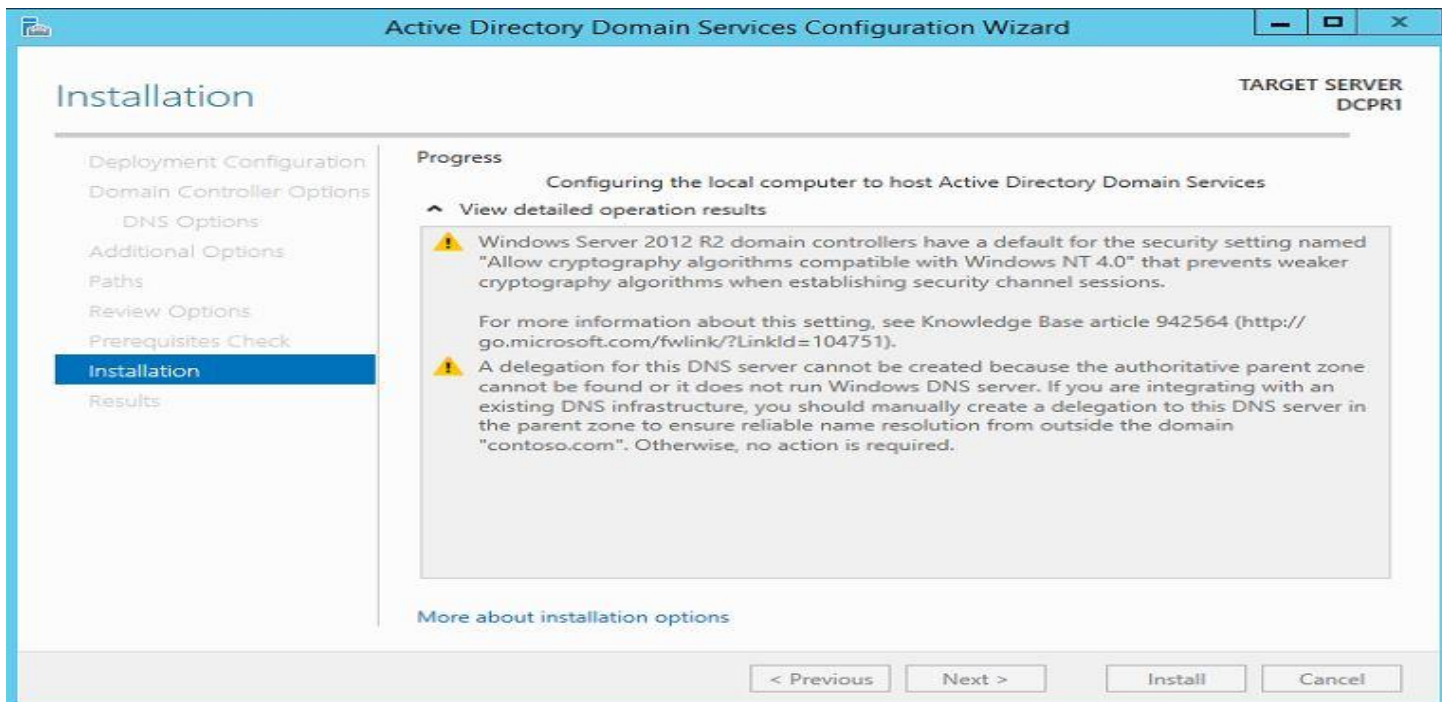 Active Directory Domain Services Configuration Wizard
Installation
TARGET SERVER
DCPR1
Deployment Configuration
Domain Controller Options
DNS Options
Additional Options
Paths
Review Options
Prerequisites Check
Installation
Results
Progress
Configuring the local computer to host Active Directory Domain Services
View detailed operation results
Windows Server 2012 R2 domain controllers have a default for the security setting named
"Allow cryptography algorithms compatible with Windows NT 4.0" that prevents weaker
cryptography algorithms when establishing security channel sessions.
For more information about this setting, see Knowledge Base article 942564 (http://
go.microsoft.com/fwlink/?LinkId=104751).
A delegation for this DNS server cannot be created because the authoritative parent zone
cannot be found or it does not run Windows DNS server. If you are integrating with an
existing DNS infrastructure, you should manually create a delegation to this DNS server in
the parent zone to ensure reliable name resolution from outside the domain
"contoso.com". Otherwise, no action is required.
More about installation options
< Previous
Next >
Install
Cancel